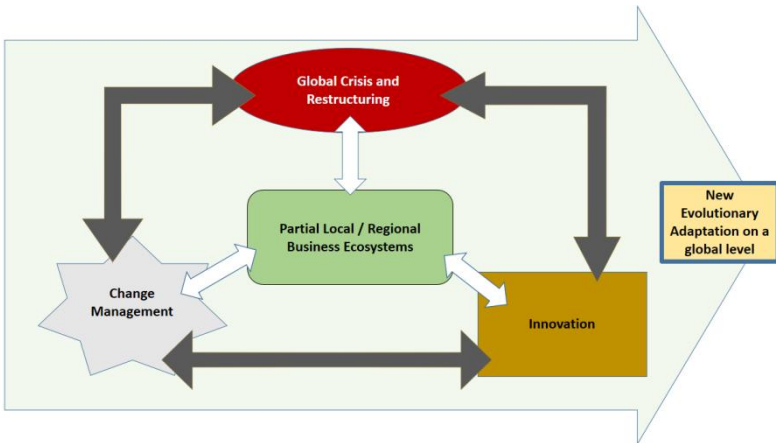 Global Crisis and
Restructuring
Partial Local / Regional
Business Ecosystems
New
Evolutionary
Adaptation on a
global level
Change
Management
Innovation